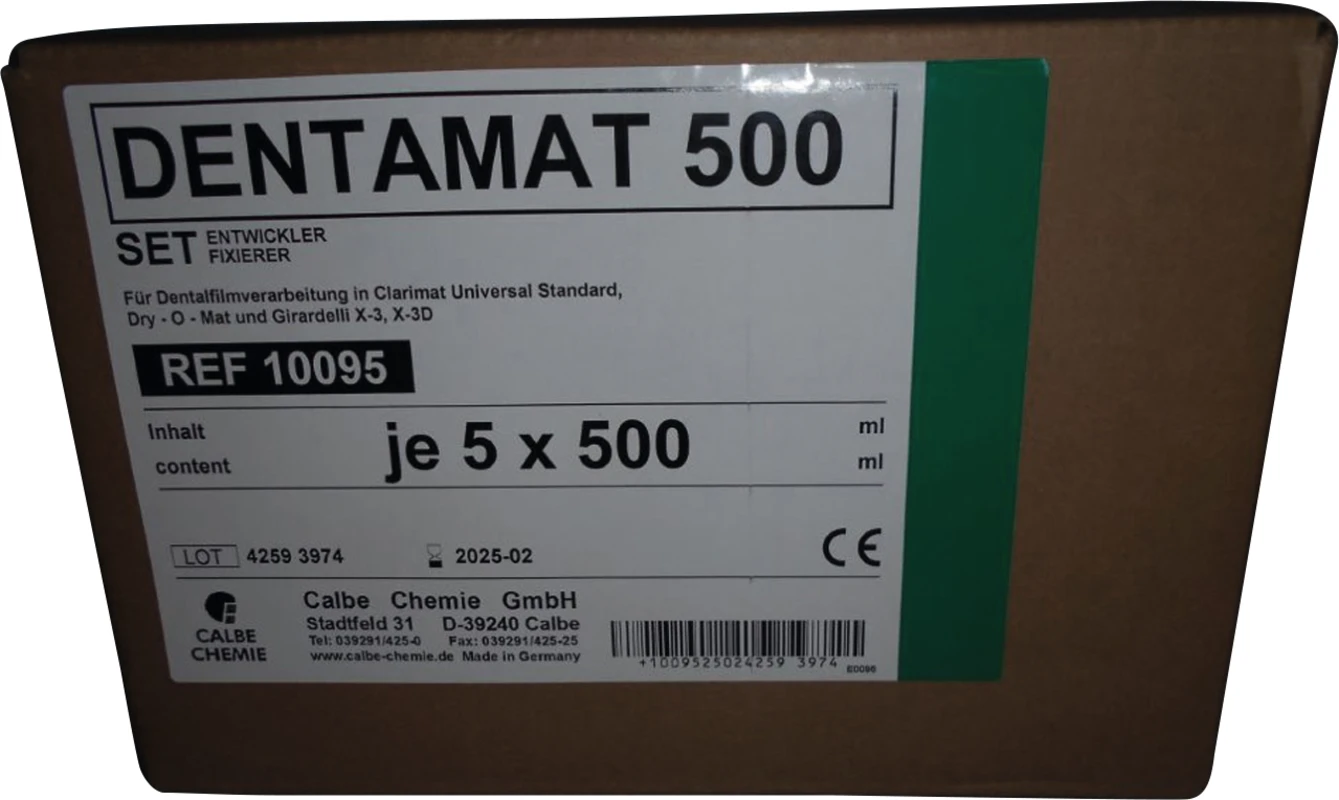 DENTAMAT 500
SET ENTWICKLER
FIXIERER
Für Dentalfilmverarbeitung in Clarimat Universal Standard,
Dry - O - Mat und Girardelli X-3, X-3D
REF 10095
Inhalt je 5 x 500 ml
content ml
LOT 4259 3974 2025-02 CE
CALBE
CHEMIE
Calbe Chemie GmbH
Stadtfeld 31 D-39240 Calbe
Tel: 039291/425-0 Fax: 039291/425-25
www.calbe-chemie.de Made in Germany
+1009525024259 3974